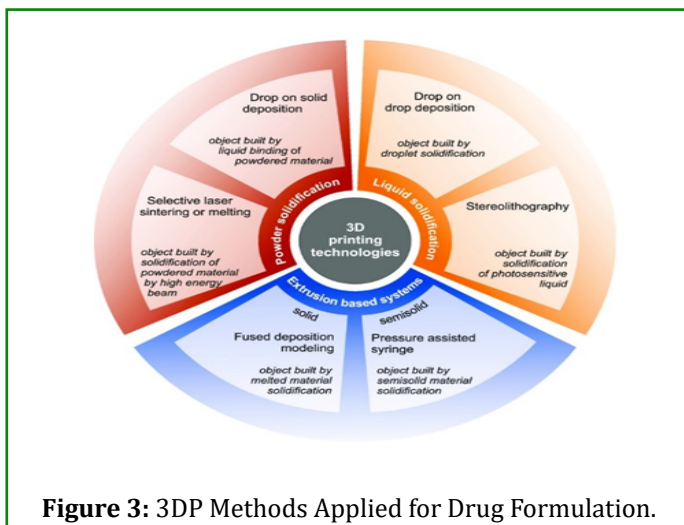 Drop on solid
deposition
object built by
liquid binding of
powdered material
Selective laser
sintering or melting
object built by
solidification of
powdered material
by high energy
beam
Powder solidification
Drop on
drop deposition
object built by
droplet solidification
Stereolithography
object built by
solidification
of photosensitive
liquid
Liquid solidification
3D
printing
technologies
Extrusion based systems
solid
semisolid
Fused deposition
modeling
object built by
melted material
solidification
Pressure assisted
syringe
object built by
semisolid material
solidification
Figure 3: 3DP Methods Applied for Drug Formulation.